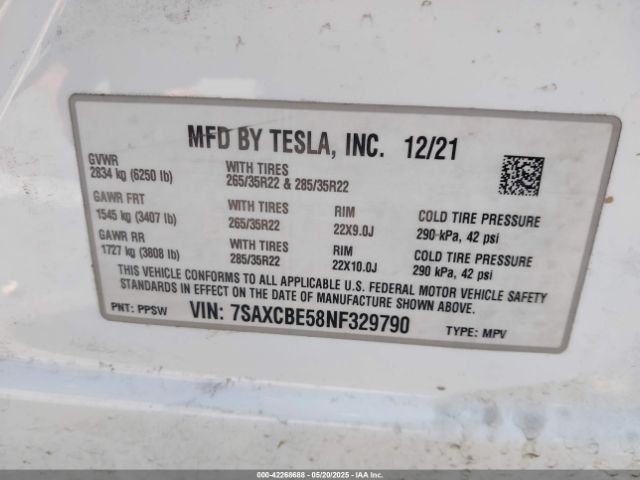 MFD BY TESLA, INC. 12/21
GVWR
2834 kg (6250 lb)
WITH TIRES
265/35R22 & 285/35R22
GAWR FRT
1545 kg (3407 lb)
WITH TIRES
265/35R22
RIM
22X9.0J
COLD TIRE PRESSURE
290 kPa, 42 psi
GAWR RR
1727 kg (3808 lb)
WITH TIRES
285/35R22
RIM
22X10.0J
COLD TIRE PRESSURE
290 kPa, 42 psi
THIS VEHICLE CONFORMS TO ALL APPLICABLE U.S. FEDERAL MOTOR VEHICLE SAFETY
STANDARDS IN EFFECT ON THE DATE OF MANUFACTURE SHOWN ABOVE.
PNT: PPSW VIN: 7SAXCBE58NF329790 TYPE: MPV
000-42268688 - 05/20/2025 - IAAI.COM